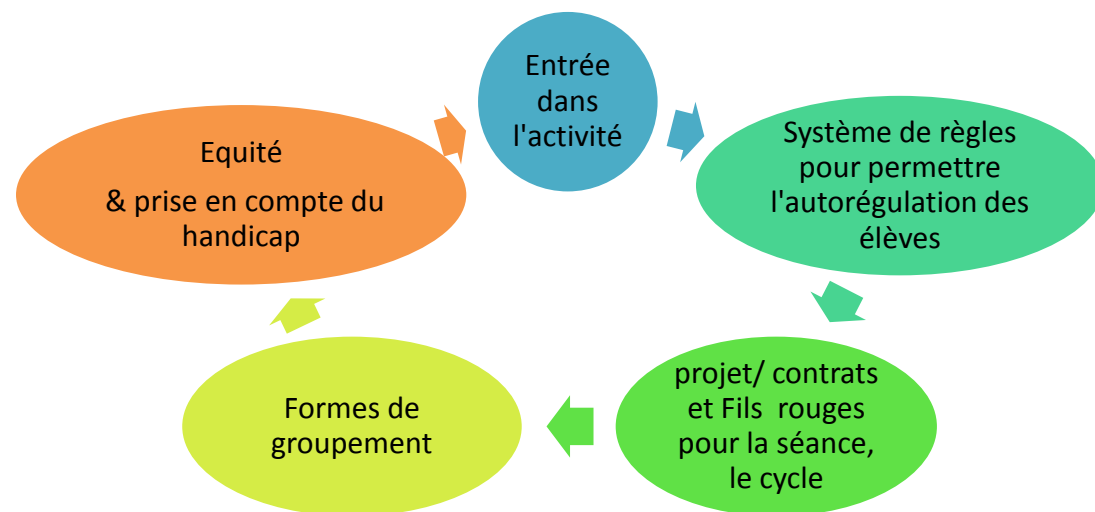 Entrée
dans
l'activité
Système de règles
pour permettre
l'autorégulation des
élèves
projet/ contrats
et Fils rouges
pour la séance,
le cycle
Formes de
groupement
Equité
& prise en compte du
handicap